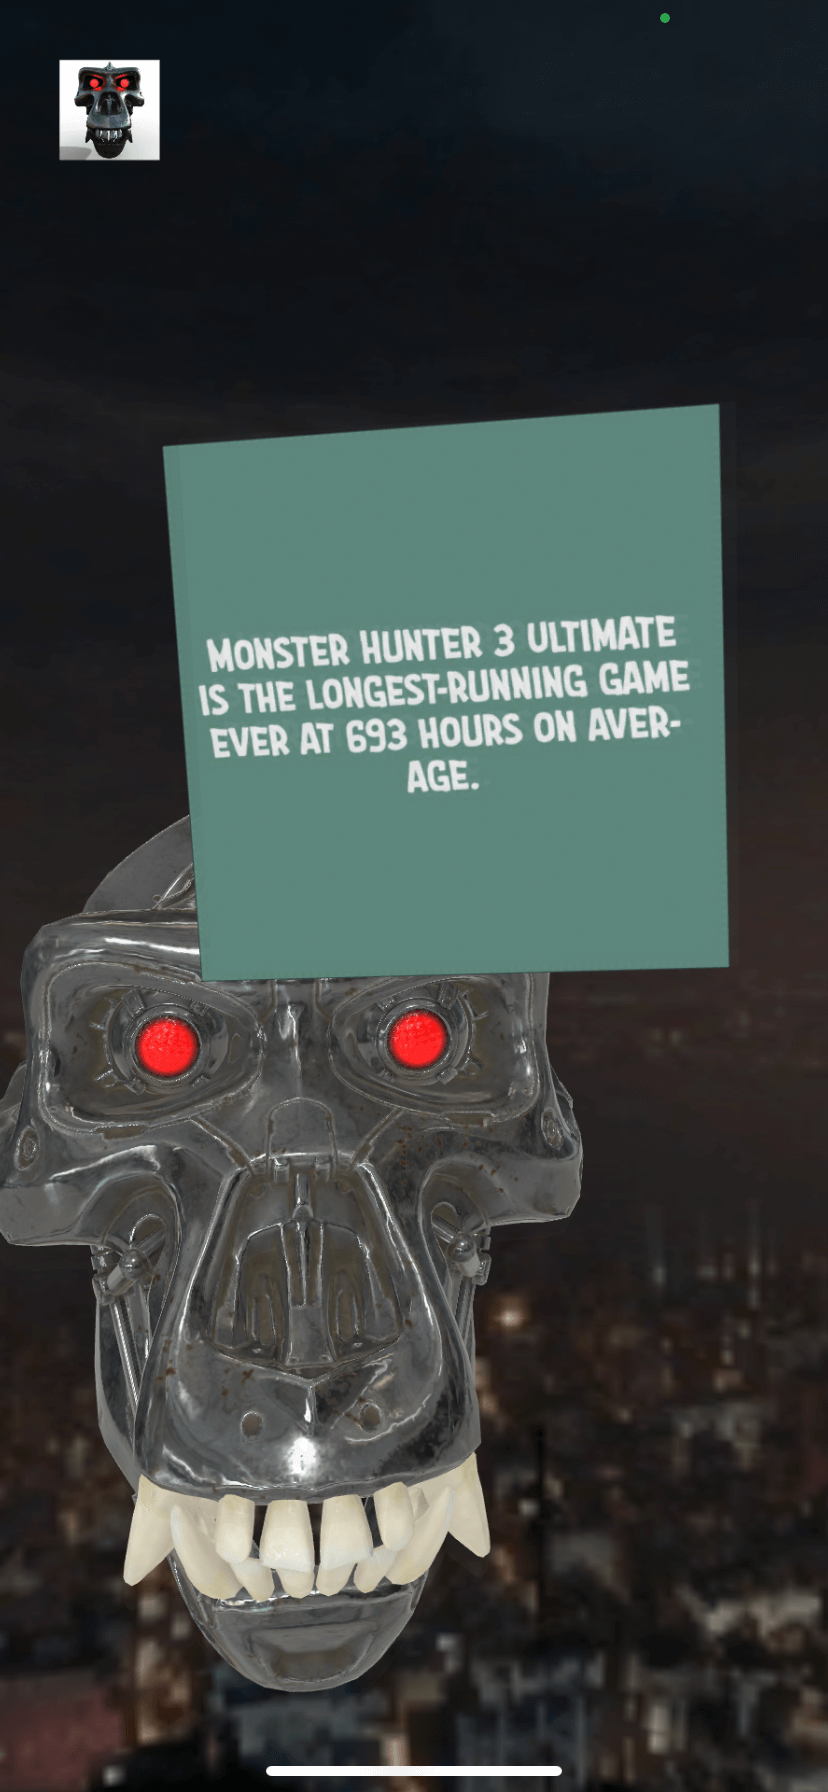 MONSTER HUNTER 3 ULTIMATE
IS THE LONGEST-RUNNING GAME
EVER AT 693 HOURS ON AVER-
AGE.